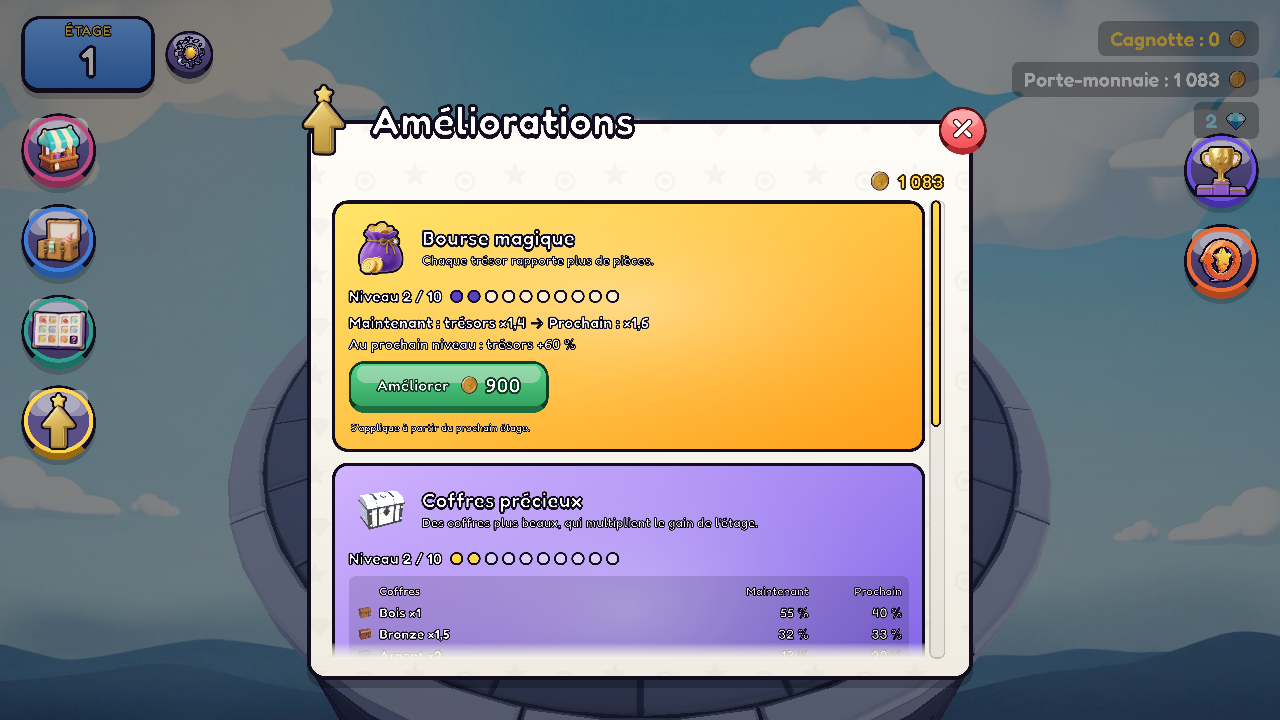 ÉTAGE
1
Cagnotte : 0
Porte-monnaie : 1 083
2
Améliorations
1 083
Bourse magique
Chaque trésor rapporte plus de pièces.
Niveau 2 / 10
Maintenant : trésors ×1,4 → Prochain : ×1,6
Au prochain niveau : trésors +60 %
Améliorer 900
S'applique à partir du prochain étage.
Coffres précieux
Des coffres plus beaux, qui multiplient le gain de l'étage.
Niveau 2 / 10
Coffres Maintenant Prochain
Bois ×1 55 % 40 %
Bronze ×1,5 32 % 33 %